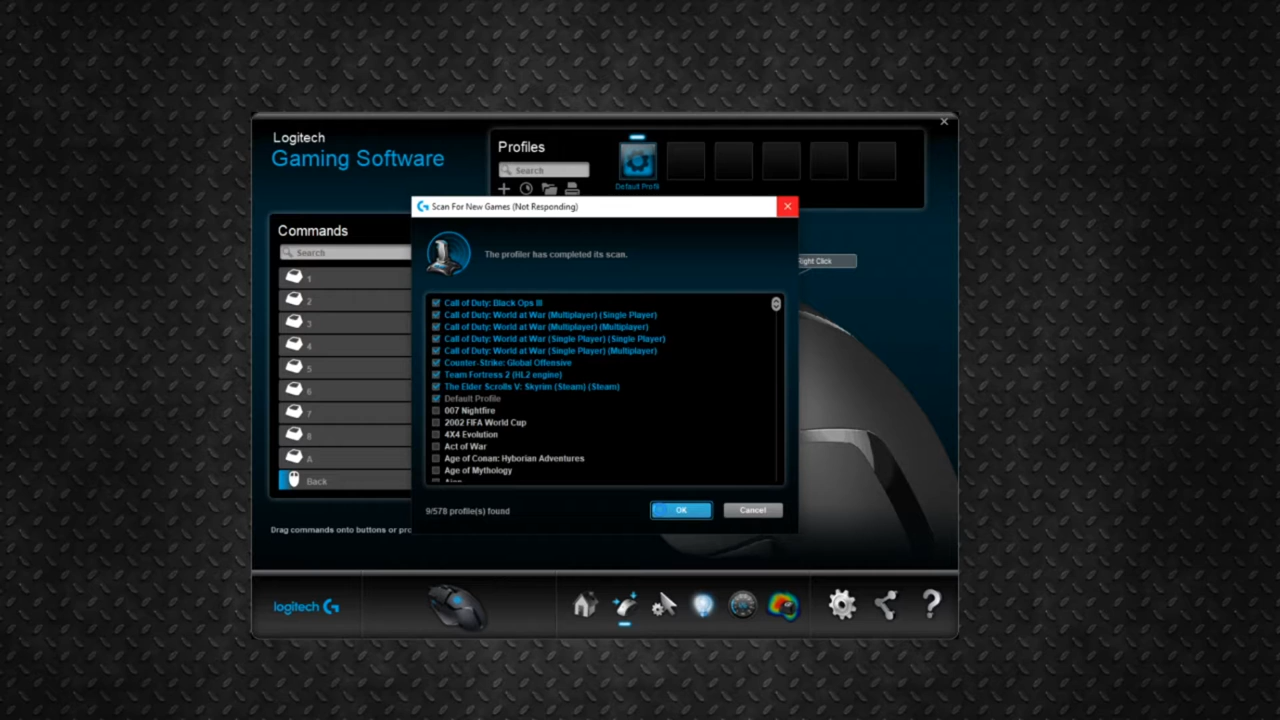 Logitech
Gaming Software
Profiles
Search
Default Profil
Commands
Search
1
2
3
4
5
6
7
8
A
Back
Drag commands onto buttons or pro
Scan For New Games (Not Responding)
The profiler has completed its scan.
Call of Duty: Black Ops III
Call of Duty: World at War (Multiplayer) (Single Player)
Call of Duty: World at War (Multiplayer) (Multiplayer)
Call of Duty: World at War (Single Player) (Single Player)
Call of Duty: World at War (Single Player) (Multiplayer)
Counter-Strike: Global Offensive
Team Fortress 2 (HL2 engine)
The Elder Scrolls V: Skyrim (Steam) (Steam)
Default Profile
007 Nightfire
2002 FIFA World Cup
4X4 Evolution
Act of War
Age of Conan: Hyborian Adventures
Age of Mythology
9/578 profile(s) found
OK
Cancel
Right Click
logitech